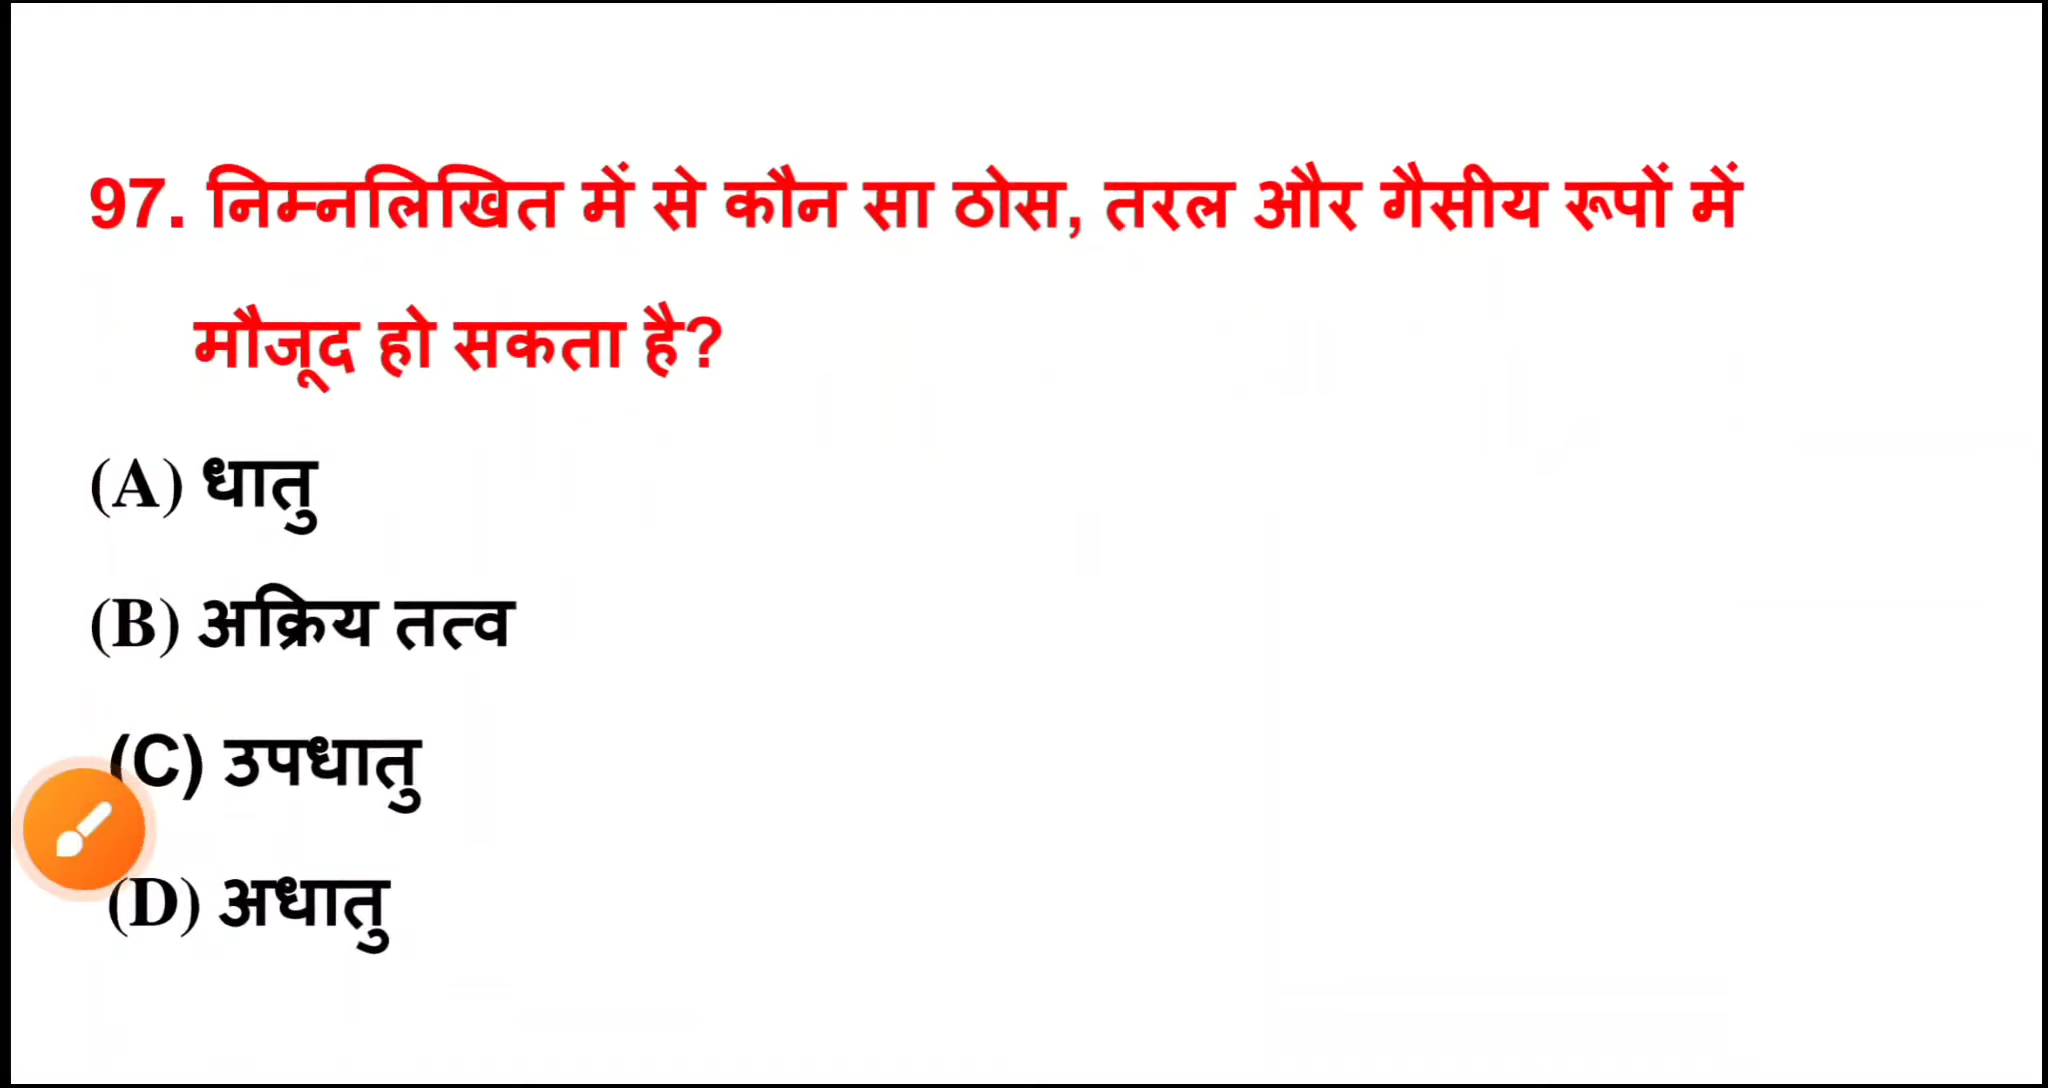 97. निम्नलिखित में से कौन सा ठोस, तरल और गैसीय रूपों में
मौजूद हो सकता है?
(A) धातु
(B) अक्रिय तत्व
(C) उपधातु
(D) अधातु